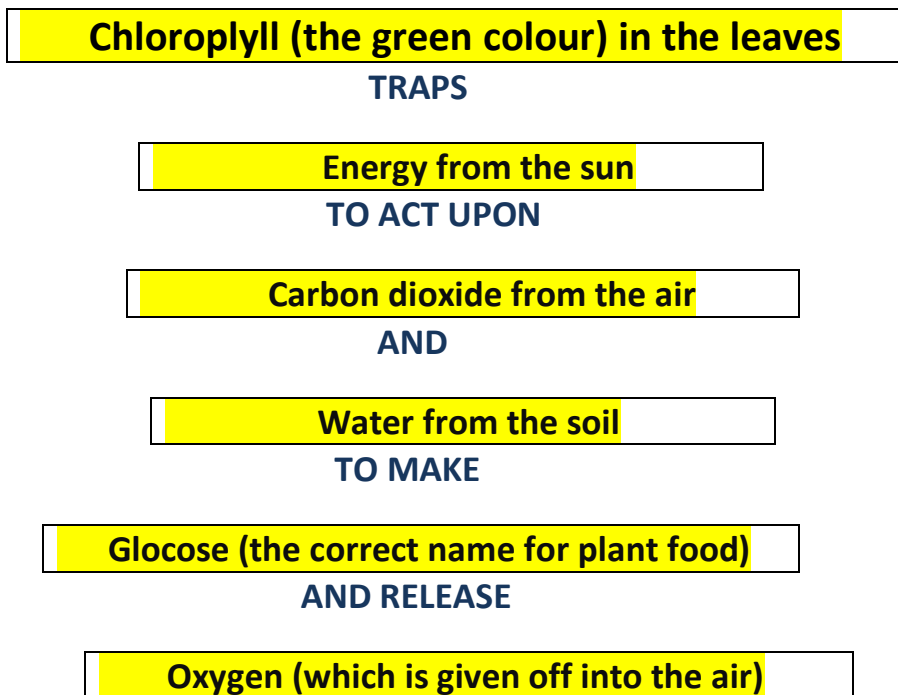 Chloroplyll (the green colour) in the leaves
TRAPS
Energy from the sun
TO ACT UPON
Carbon dioxide from the air
AND
Water from the soil
TO MAKE
Glocose (the correct name for plant food)
AND RELEASE
Oxygen (which is given off into the air)